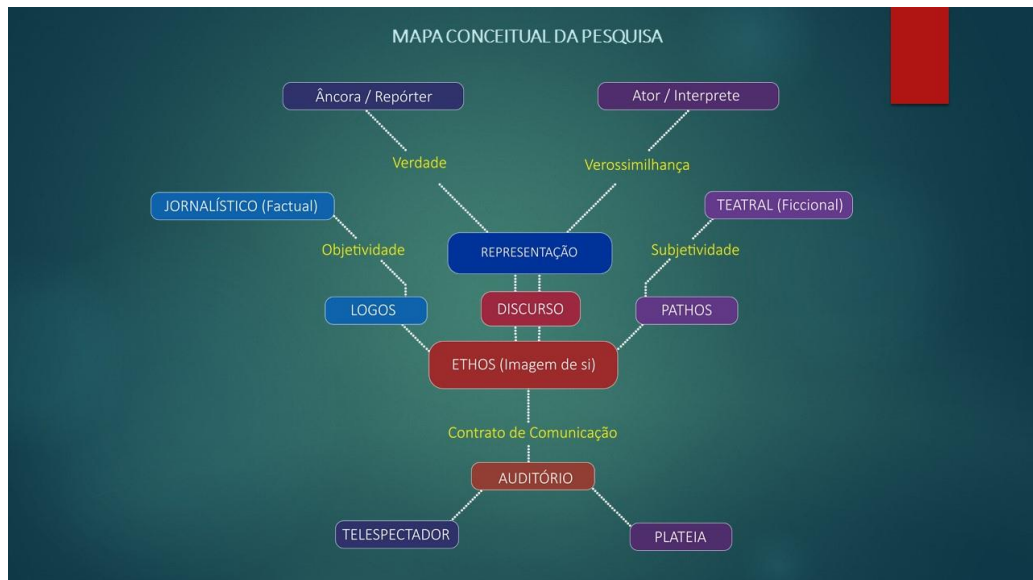 MAPA CONCEITUAL DA PESQUISA
Âncora / Repórter
Ator / Interprete
Verdade
Verossimilhança
JORNALÍSTICO (Factual)
TEATRAL (Ficcional)
Objetividade
REPRESENTAÇÃO
Subjetividade
LOGOS
DISCURSO
PATHOS
ETHOS (Imagem de si)
Contrato de Comunicação
AUDITÓRIO
TELESPECTADOR
PLATEIA